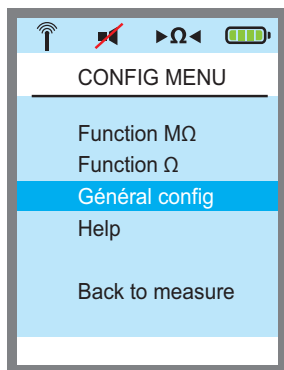 ►Ω◄
CONFIG MENU
Function MΩ
Function Ω
Général config
Help
Back to measure